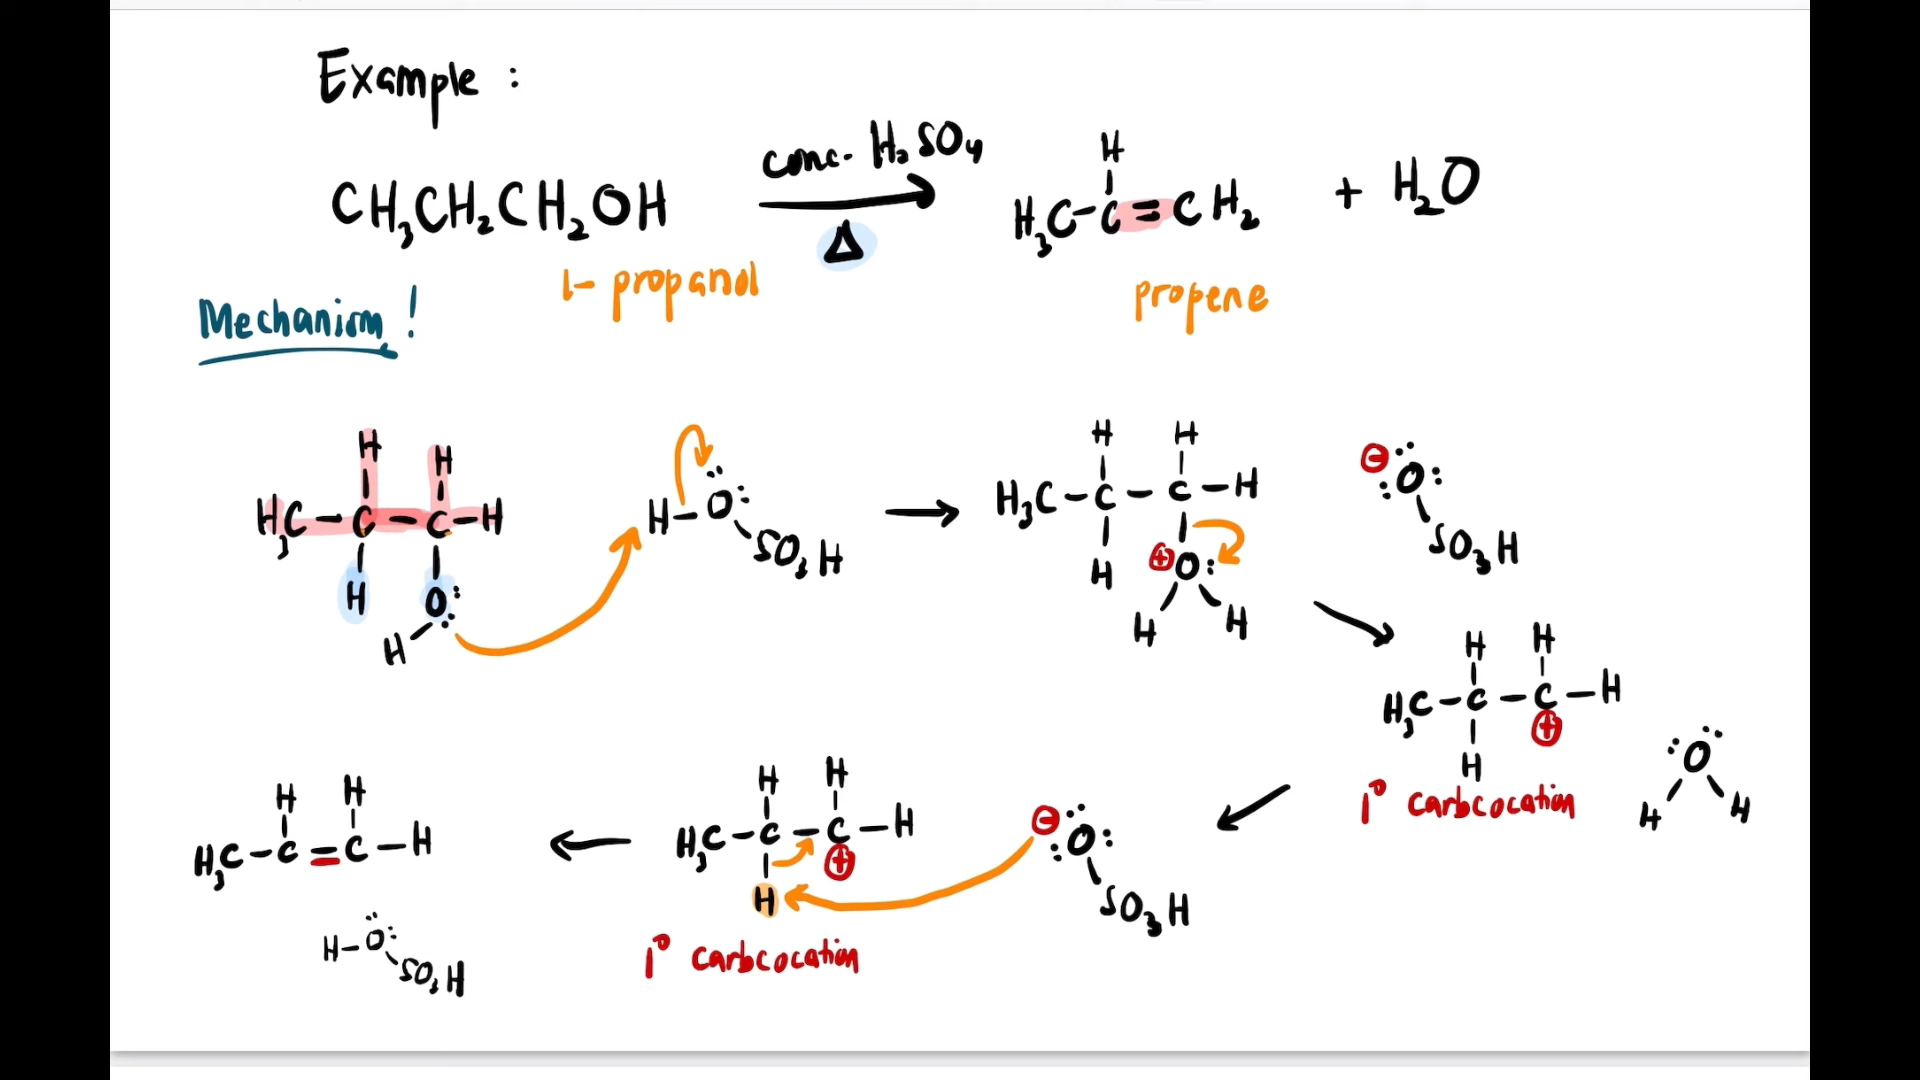 Example :
CH₃CH₂CH₂OH conc. H₂SO₄ Δ H₃C-C=CH₂ + H₂O
H
1- propanol propene
Mechanism !
H H H H
H₃C-C-C-H H-O: SO₃H H₃C-C-C-H ⊖ :O: SO₃H
H O: H ⊕ O:
H H H
H H
H₃C-C-C-H
⊕
H
1° carbocation
:O:
H H
H H H H
H₃C-C=C-H H₃C-C-C-H ⊖ :O:
⊕
H SO₃H
H-O: SO₃H 1° carbocation